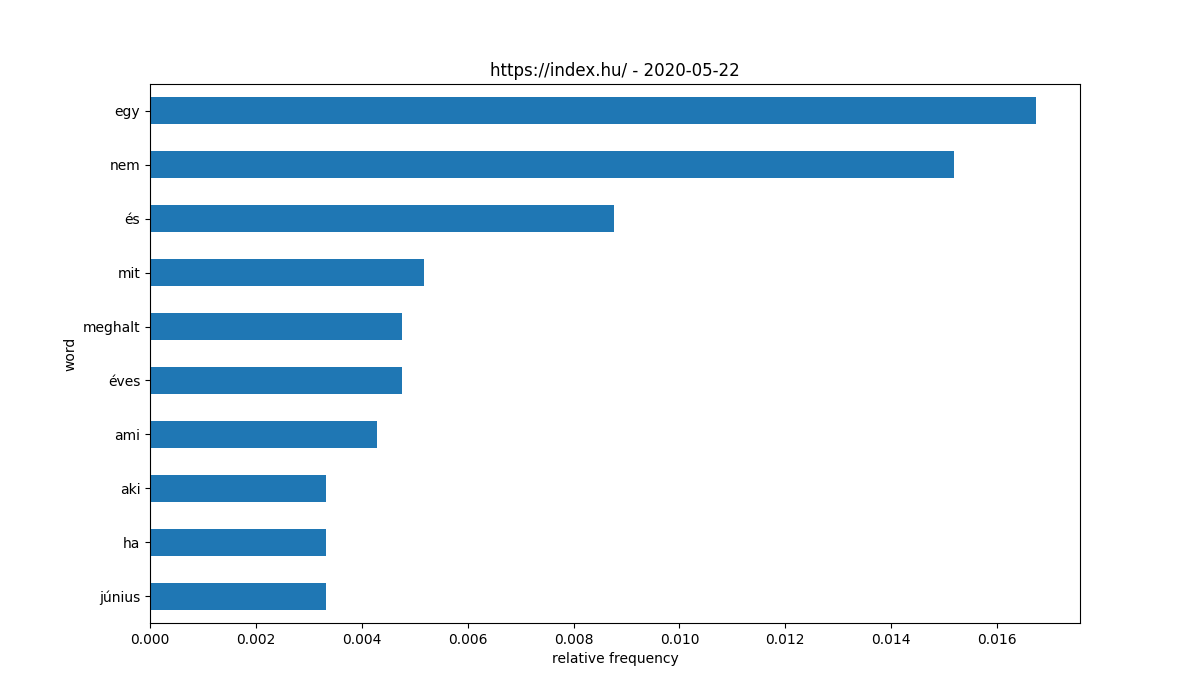 https://index.hu/ - 2020-05-22
egy
nem
és
mit
meghalt
éves
ami
aki
ha
június
word
0.000 0.002 0.004 0.006 0.008 0.010 0.012 0.014 0.016
relative frequency